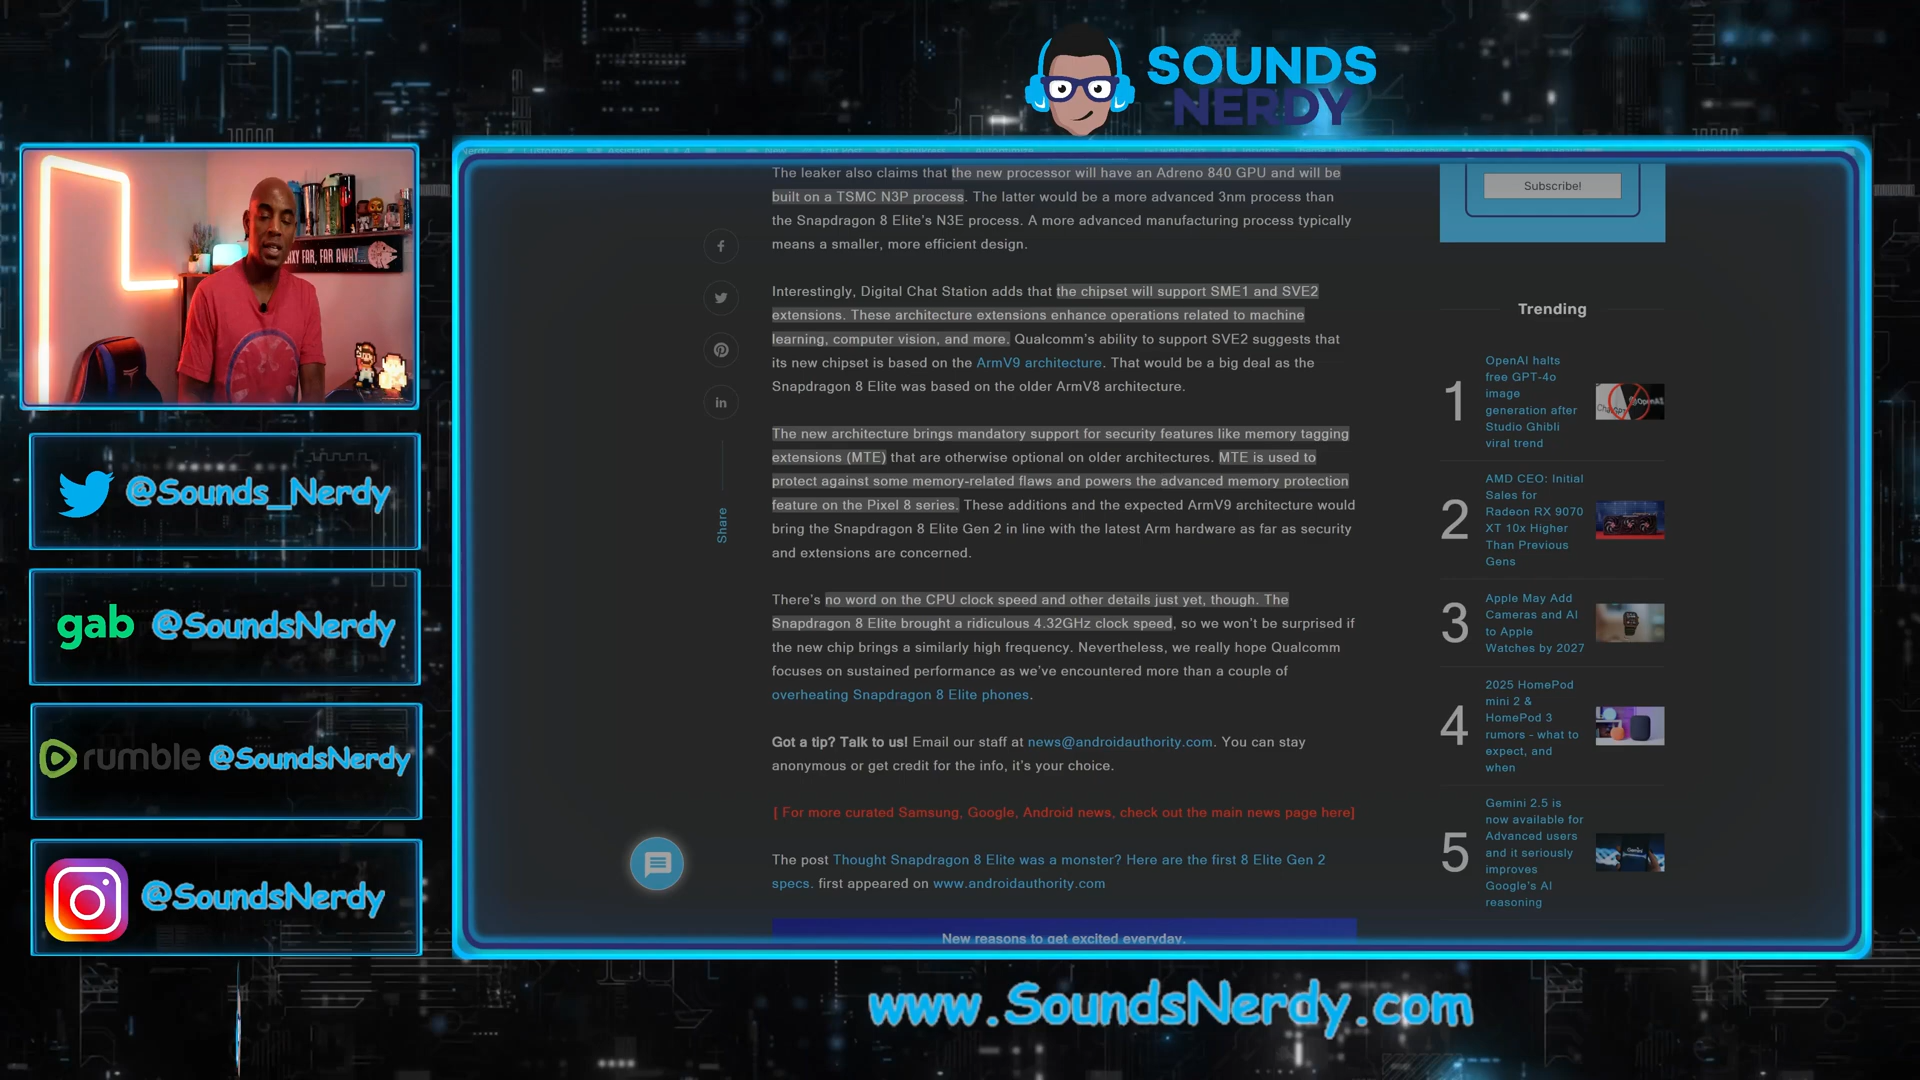 SOUNDS
NERDY
GALAXY FAR, FAR AWAY...
@Sounds_Nerdy
gab @SoundsNerdy
rumble @SoundsNerdy
@SoundsNerdy
Share
The leaker also claims that the new processor will have an Adreno 840 GPU and will be
built on a TSMC N3P process. The latter would be a more advanced 3nm process than
the Snapdragon 8 Elite's N3E process. A more advanced manufacturing process typically
means a smaller, more efficient design.
Interestingly, Digital Chat Station adds that the chipset will support SME1 and SVE2
extensions. These architecture extensions enhance operations related to machine
learning, computer vision, and more. Qualcomm's ability to support SVE2 suggests that
its new chipset is based on the ArmV9 architecture. That would be a big deal as the
Snapdragon 8 Elite was based on the older ArmV8 architecture.
The new architecture brings mandatory support for security features like memory tagging
extensions (MTE) that are otherwise optional on older architectures. MTE is used to
protect against some memory-related flaws and powers the advanced memory protection
feature on the Pixel 8 series. These additions and the expected ArmV9 architecture would
bring the Snapdragon 8 Elite Gen 2 in line with the latest Arm hardware as far as security
and extensions are concerned.
There's no word on the CPU clock speed and other details just yet, though. The
Snapdragon 8 Elite brought a ridiculous 4.32GHz clock speed, so we won't be surprised if
the new chip brings a similarly high frequency. Nevertheless, we really hope Qualcomm
focuses on sustained performance as we've encountered more than a couple of
overheating Snapdragon 8 Elite phones.
Got a tip? Talk to us! Email our staff at news@androidauthority.com. You can stay
anonymous or get credit for the info, it's your choice.
[ For more curated Samsung, Google, Android news, check out the main news page here]
The post Thought Snapdragon 8 Elite was a monster? Here are the first 8 Elite Gen 2
specs. first appeared on www.androidauthority.com
New reasons to get excited everyday.
Subscribe!
Trending
1
OpenAI halts
free GPT-4o
image
generation after
Studio Ghibli
viral trend
2
AMD CEO: Initial
Sales for
Radeon RX 9070
XT 10x Higher
Than Previous
Gens
3
Apple May Add
Cameras and AI
to Apple
Watches by 2027
4
2025 HomePod
mini 2 &
HomePod 3
rumors - what to
expect, and
when
5
Gemini 2.5 is
now available for
Advanced users
and it seriously
improves
Google's AI
reasoning
www.SoundsNerdy.com